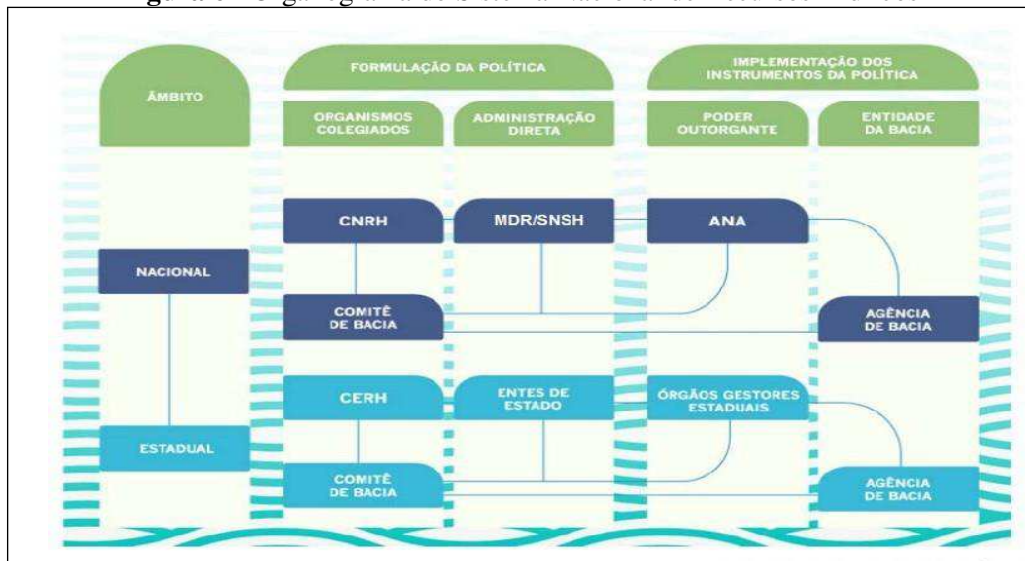 FORMULAÇÃO DA POLÍTICA
IMPLEMENTAÇÃO DOS
INSTRUMENTOS DA POLÍTICA
ÂMBITO
ORGANISMOS
COLEGIADOS
ADMINISTRAÇÃO
DIRETA
PODER
OUTORGANTE
ENTIDADE
DA BACIA
CNRH
MDR/SNSH
ANA
NACIONAL
COMITÊ
DE BACIA
AGÊNCIA
DE BACIA
CERH
ENTES DE
ESTADO
ÓRGÃOS GESTORES
ESTADUAIS
ESTADUAL
COMITÊ
DE BACIA
AGÊNCIA
DE BACIA